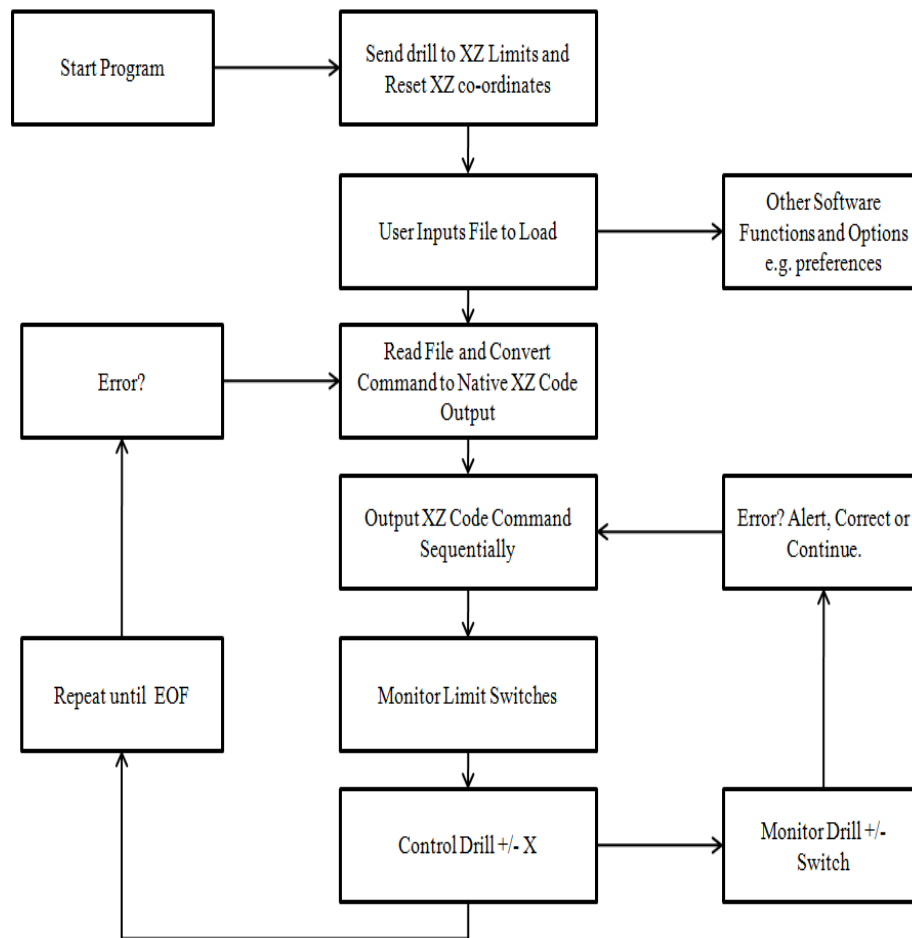 Start Program
Send drill to XZ Limits and
Reset XZ co-ordinates
User Inputs File to Load
Other Software
Functions and Options
e.g. preferences
Error?
Read File and Convert
Command to Native XZ Code
Output
Output XZ Code Command
Sequentially
Error? Alert, Correct or
Continue.
Repeat until EOF
Monitor Limit Switches
Control Drill +/- X
Monitor Drill +/-
Switch